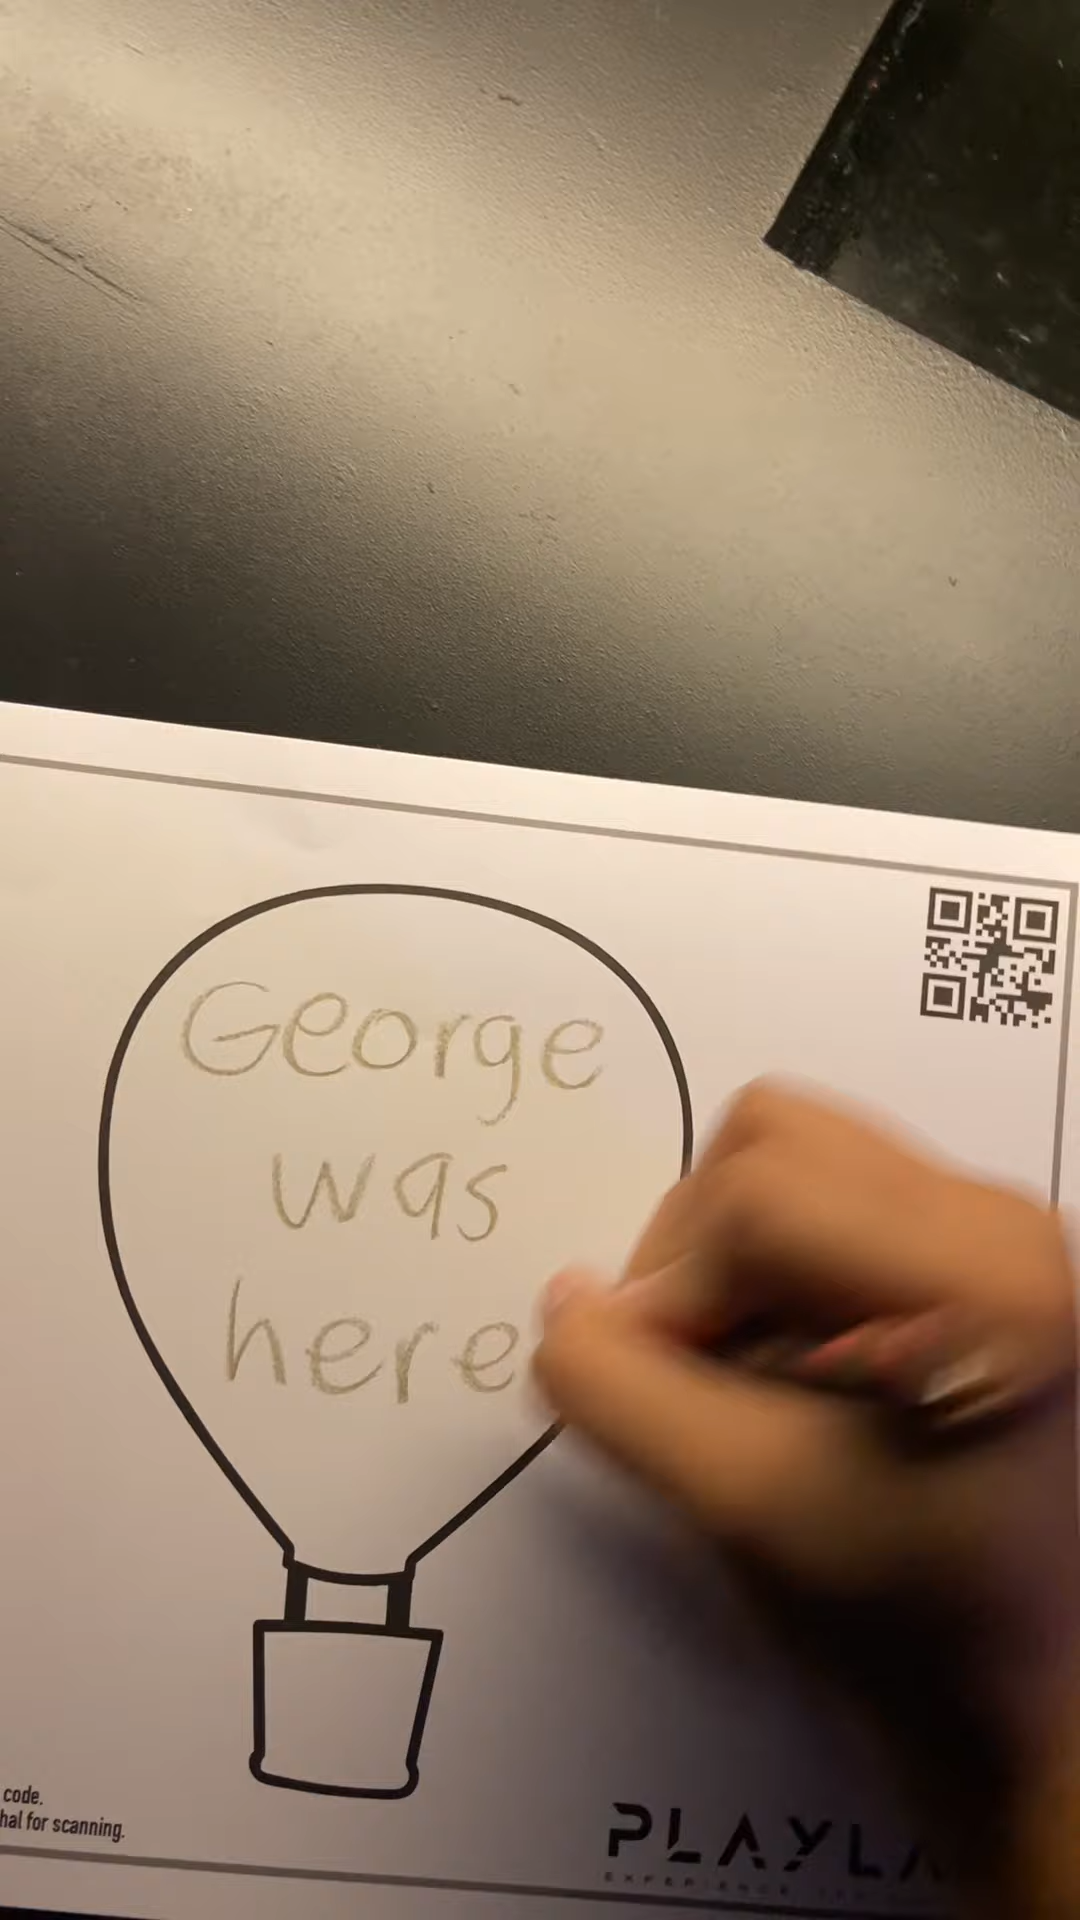 George
was
here
code.
hal for scanning.
PLAYLA